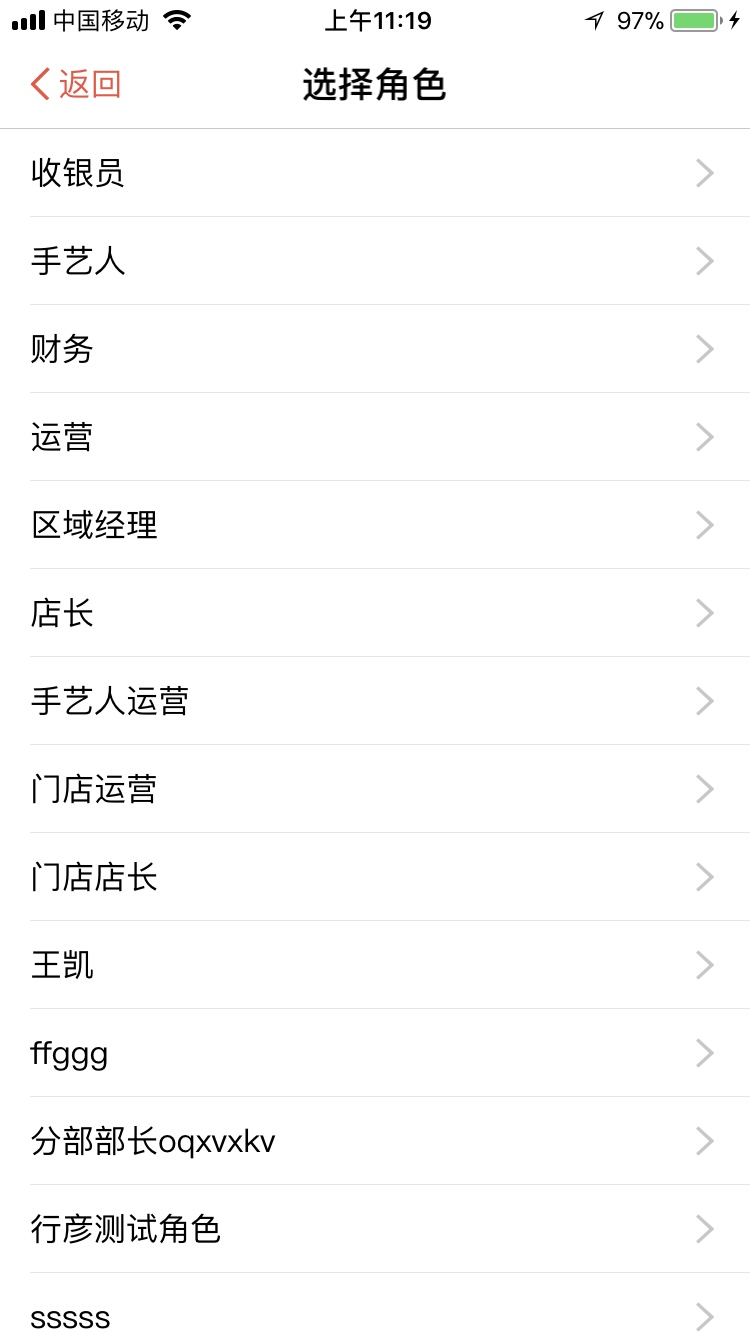 中国移动 上午11:19 97%
返回 选择角色
收银员
手艺人
财务
运营
区域经理
店长
手艺人运营
门店运营
门店店长
王凯
ffggg
分部部长oqxvxkv
行彦测试角色
sssss